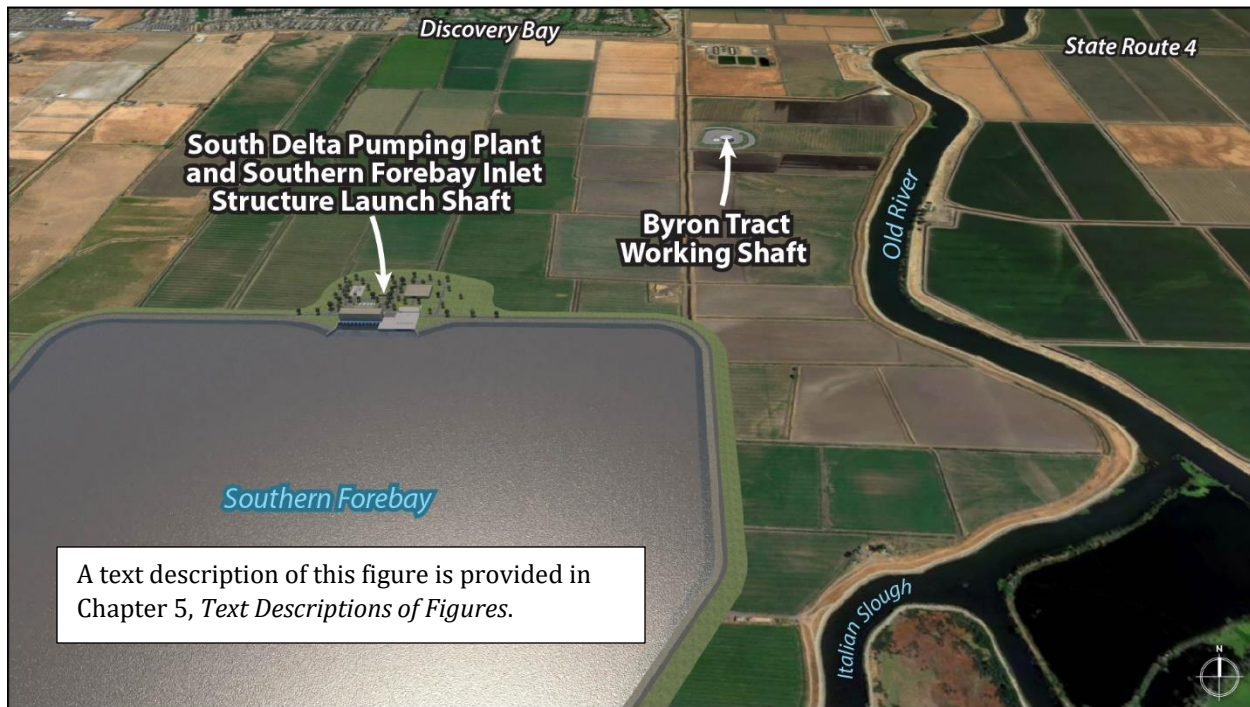 Discovery Bay
State Route 4
South Delta Pumping Plant
and Southern Forebay Inlet
Structure Launch Shaft
Byron Tract
Working Shaft
Old River
Southern Forebay
A text description of this figure is provided in
Chapter 5, Text Descriptions of Figures.
Italian Slough
N